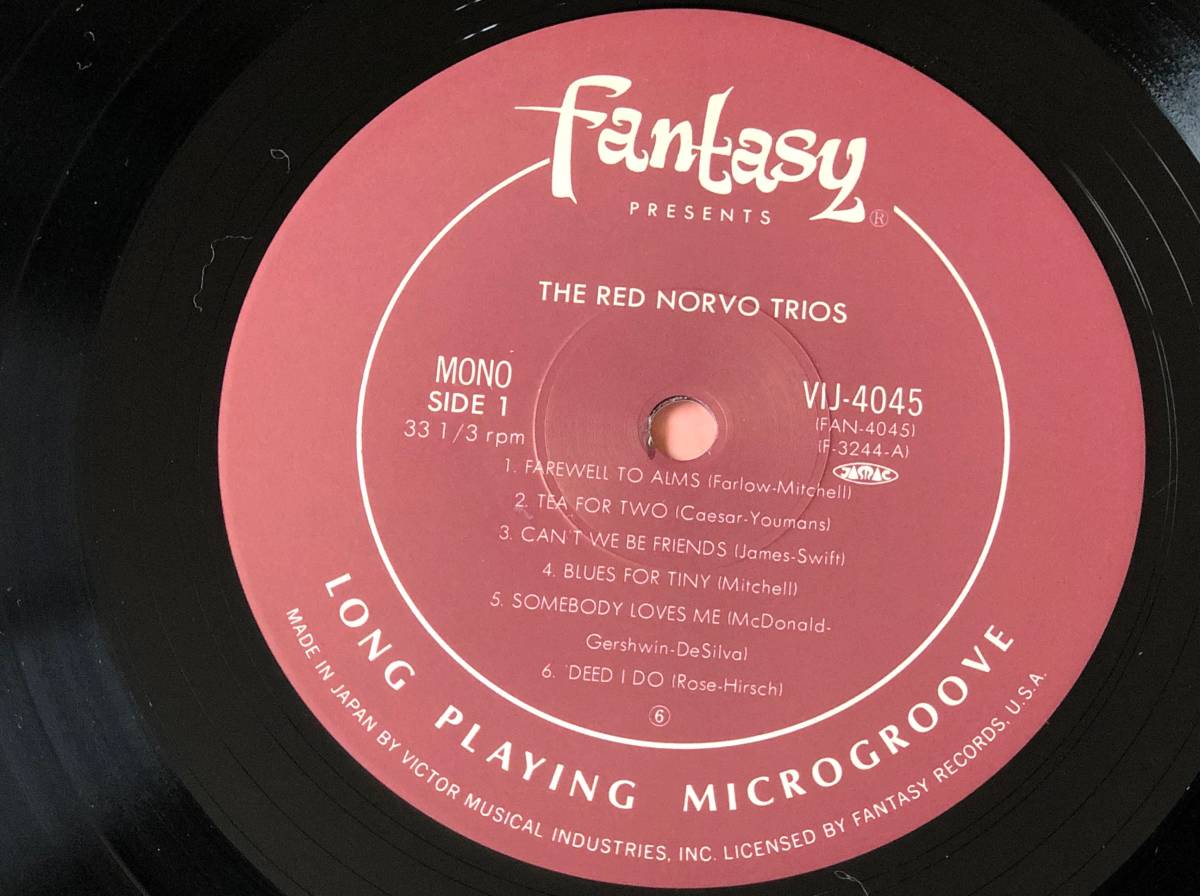 fantasy
PRESENTS ®
THE RED NORVO TRIOS
MONO
SIDE 1
33 1/3 rpm
VIJ-4045
(FAN-4045)
(F-3244-A)
JASRAC
1. FAREWELL TO ALMS (Farlow-Mitchell)
2. TEA FOR TWO (Caesar-Youmans)
3. CAN'T WE BE FRIENDS (James-Swift)
4. BLUES FOR TINY (Mitchell)
5. SOMEBODY LOVES ME (McDonald-
Gershwin-DeSilva)
6. 'DEED I DO (Rose-Hirsch)
⑥
LONG PLAYING MICROGROOVE
MADE IN JAPAN BY VICTOR MUSICAL INDUSTRIES, INC. LICENSED BY FANTASY RECORDS, U.S.A.